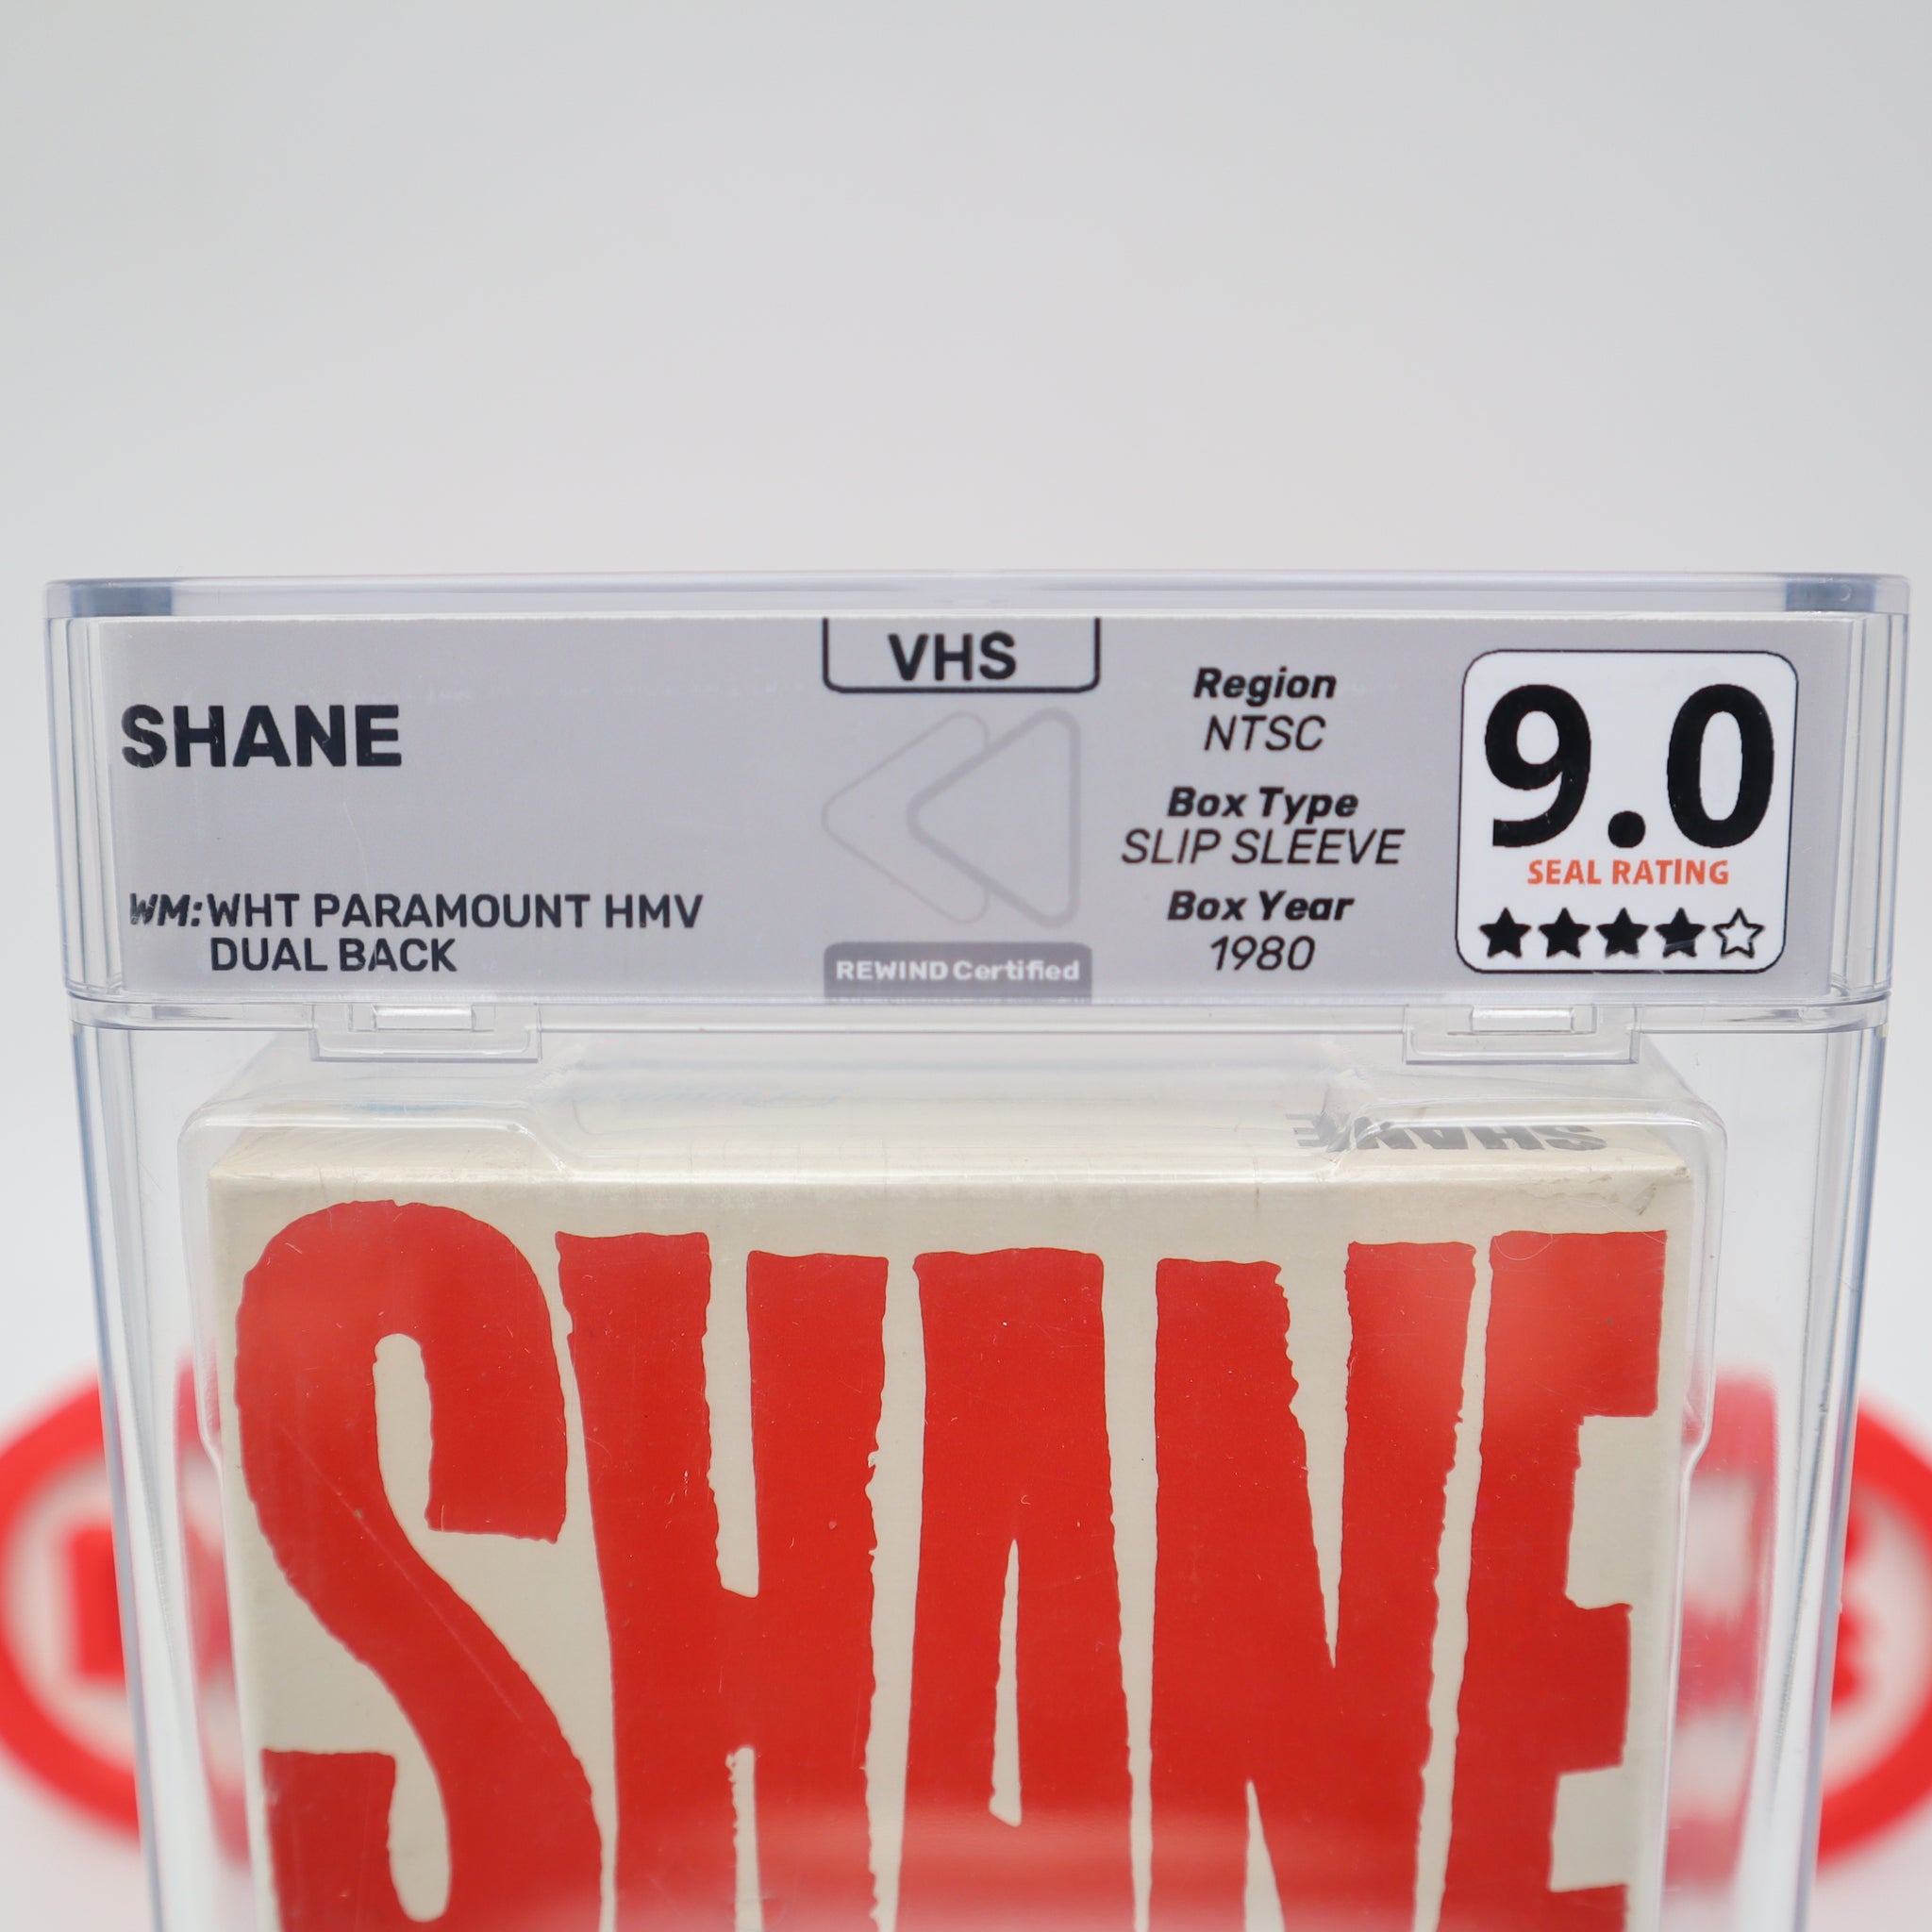 VHS
SHANE
WM:WHT PARAMOUNT HMV
DUAL BACK
REWIND Certified
Region
NTSC
Box Type
SLIP SLEEVE
Box Year
1980
9.0
SEAL RATING
SHANE
SHANE